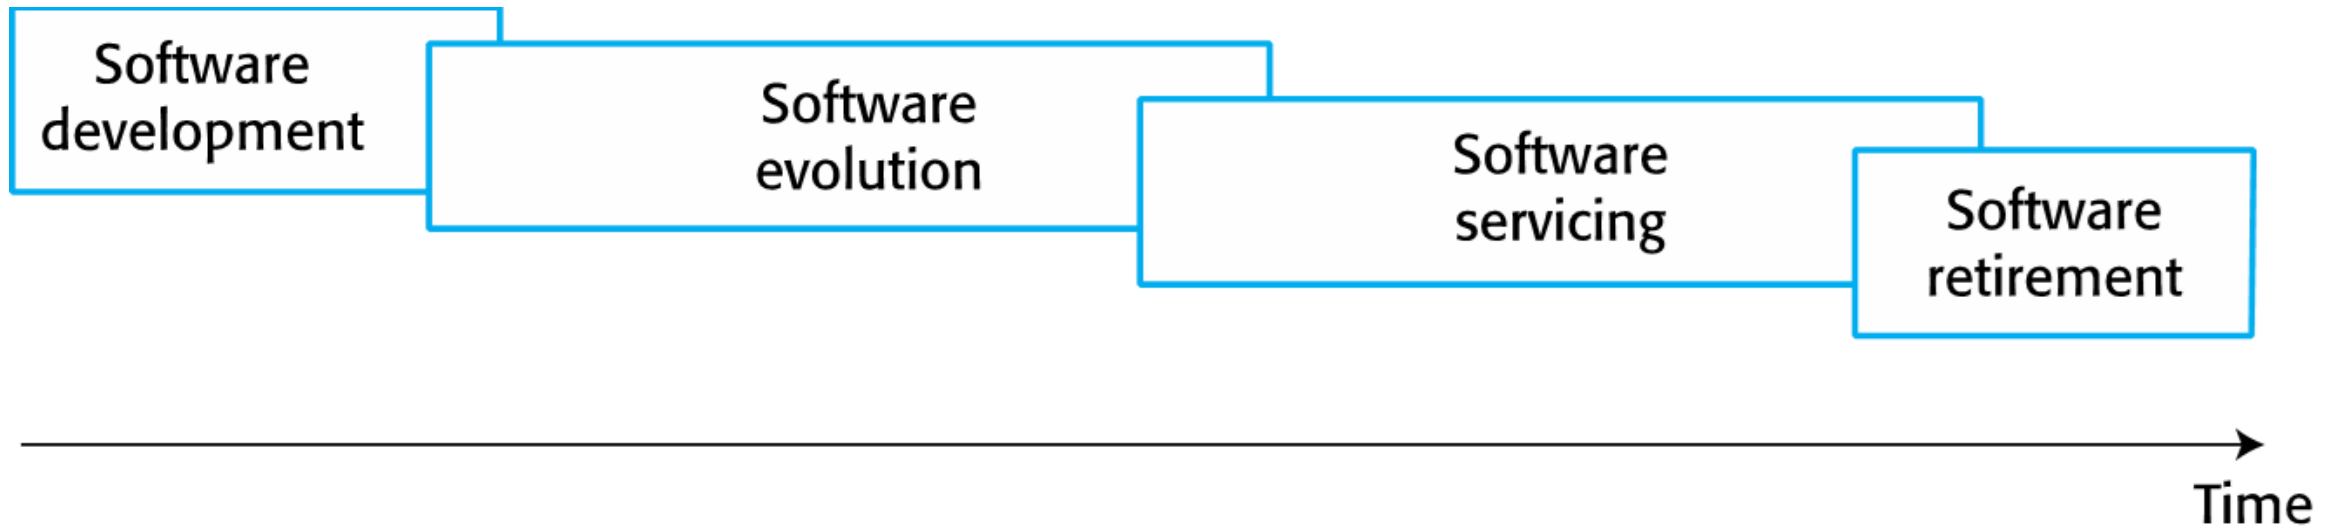 Software
development
Software
evolution
Software
servicing
Software
retirement
Time